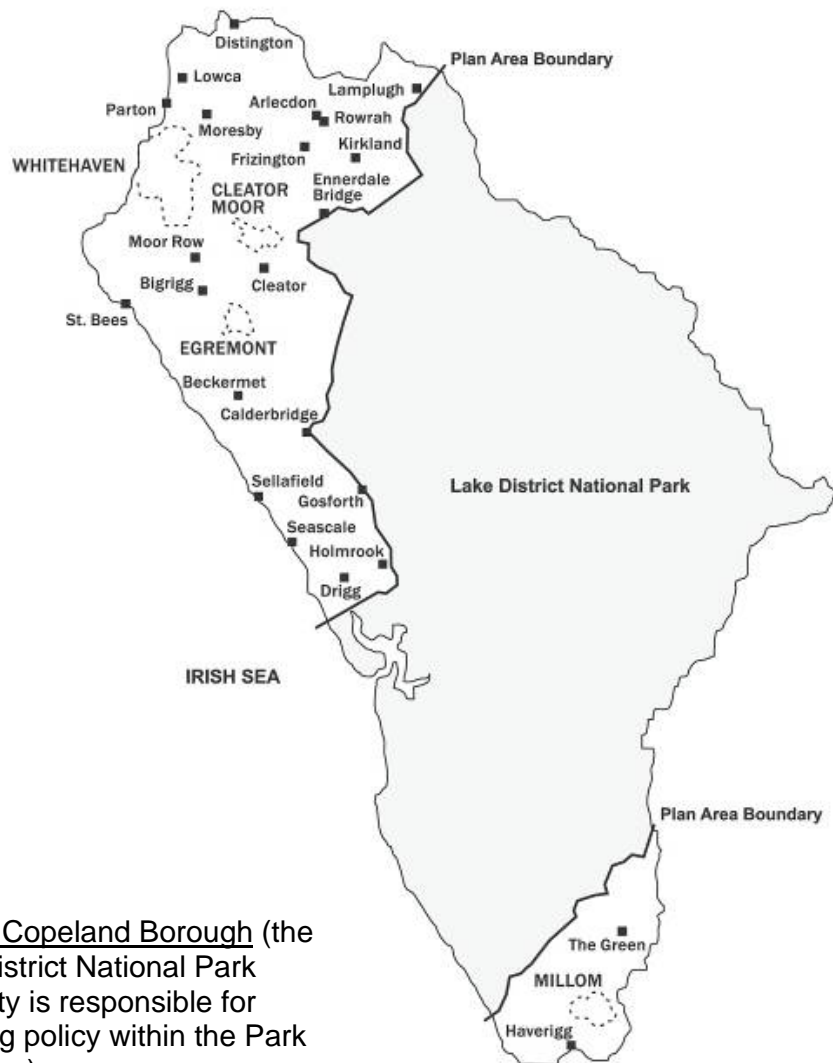 Distington
Plan Area Boundary
Lowca
Lamplugh
Parton
Arlecdon
Rowrah
Moresby
Kirkland
Frizington
WHITEHAVEN
Ennerdale
Bridge
CLEATOR
MOOR
Moor Row
Bigrigg
Cleator
St. Bees
EGREMONT
Beckermet
Calderbridge
Sellafield
Gosforth
Lake District National Park
Seascale
Holmrook
Drigg
IRISH SEA
Plan Area Boundary
The Green
MILLOM
Haverigg
Copeland Borough (the
istrict National Park
ty is responsible for
g policy within the Park